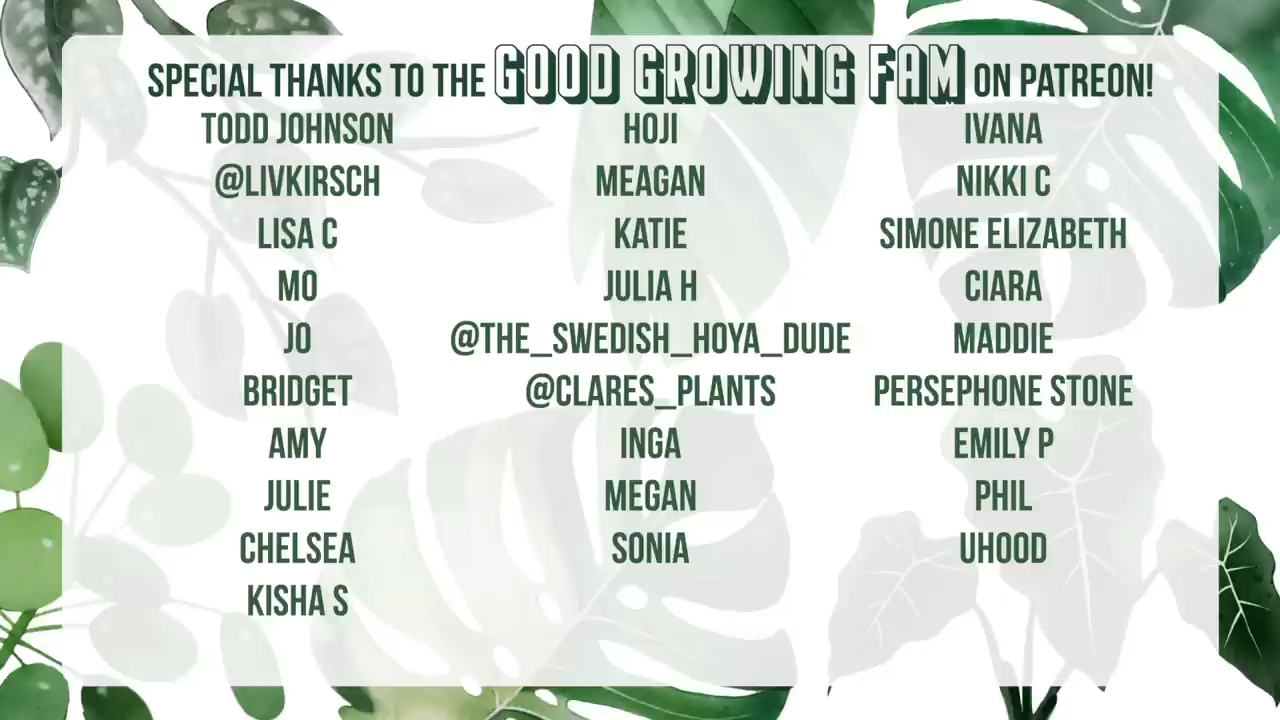 SPECIAL THANKS TO THE GOOD GROWING FAM ON PATREON!
TODD JOHNSON
@LIVKIRSCH
LISA C
MO
JO
BRIDGET
AMY
JULIE
CHELSEA
KISHA S
HOJI
MEAGAN
KATIE
JULIA H
@THE_SWEDISH_HOYA_DUDE
@CLARES_PLANTS
INGA
MEGAN
SONIA
IVANA
NIKKI C
SIMONE ELIZABETH
CIARA
MADDIE
PERSEPHONE STONE
EMILY P
PHIL
UHOOD